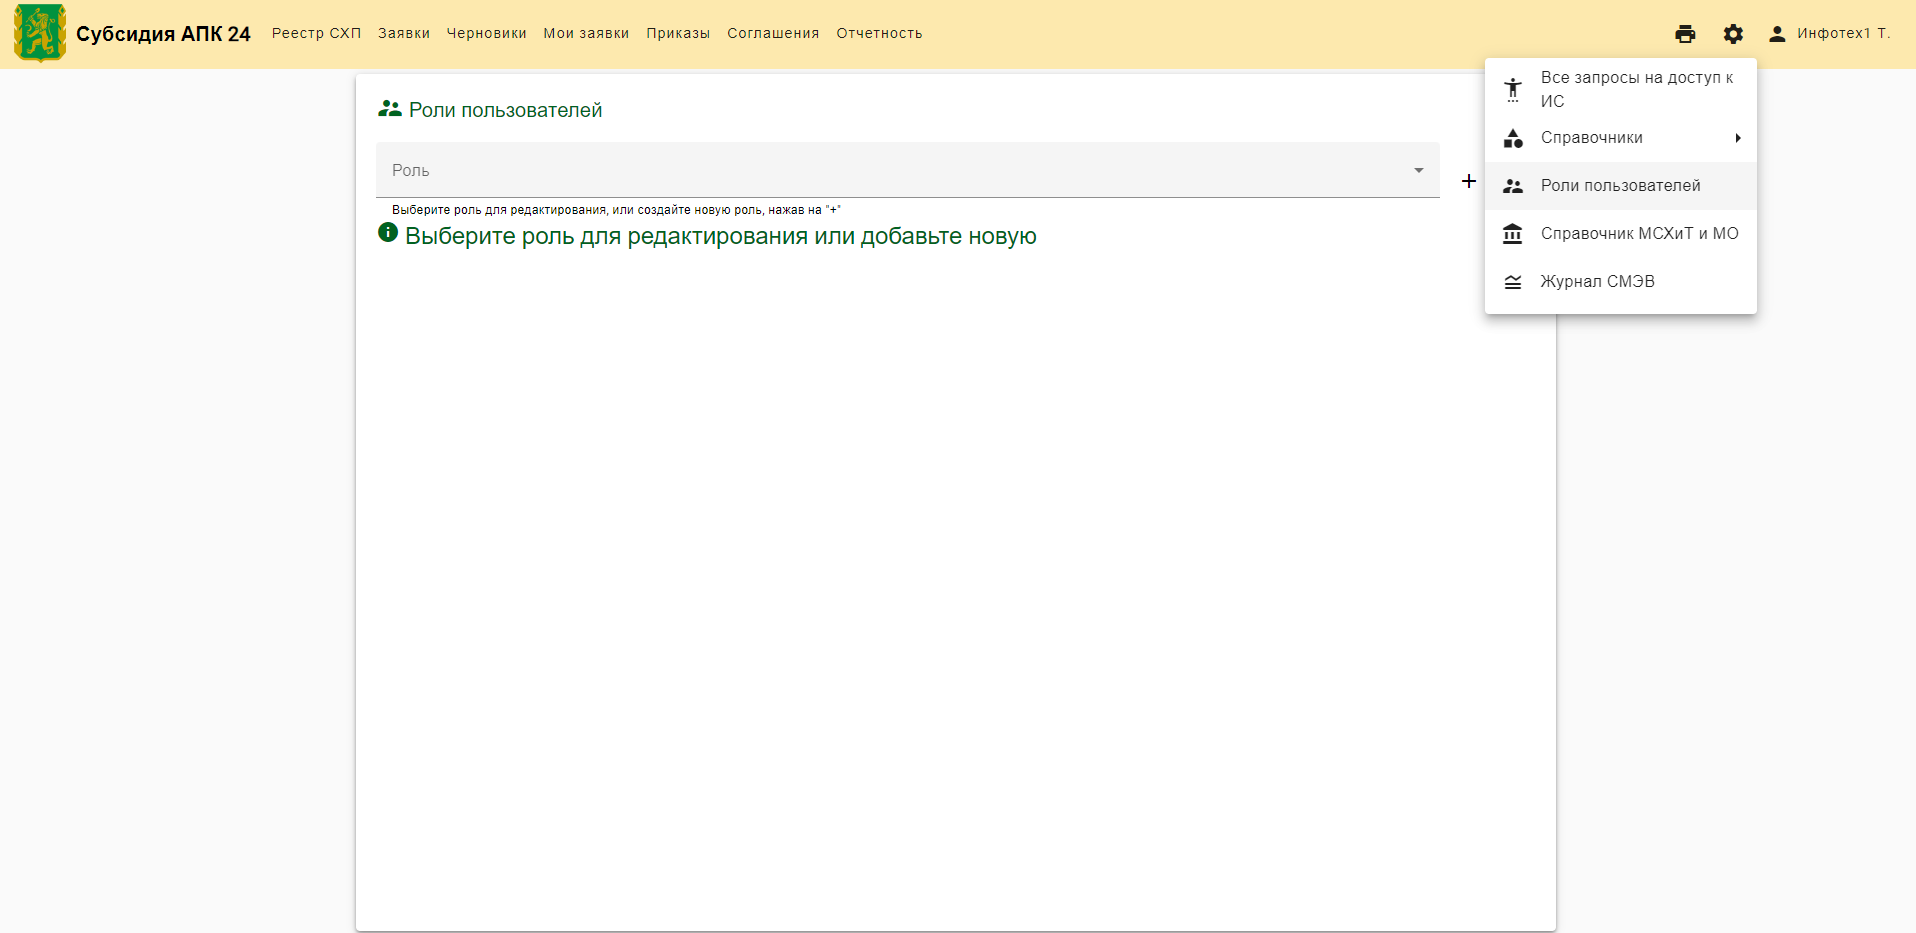 Субсидия АПК 24
Реестр СХП
Заявки
Черновики
Мои заявки
Приказы
Соглашения
Отчетность
Инфотех1 Т.
Все запросы на доступ к
ИС
Справочники
Роли пользователей
Справочник МСХиТ и МО
Журнал СМЭВ
Роли пользователей
Роль
Выберите роль для редактирования, или создайте новую роль, нажав на "+"
Выберите роль для редактирования или добавьте новую